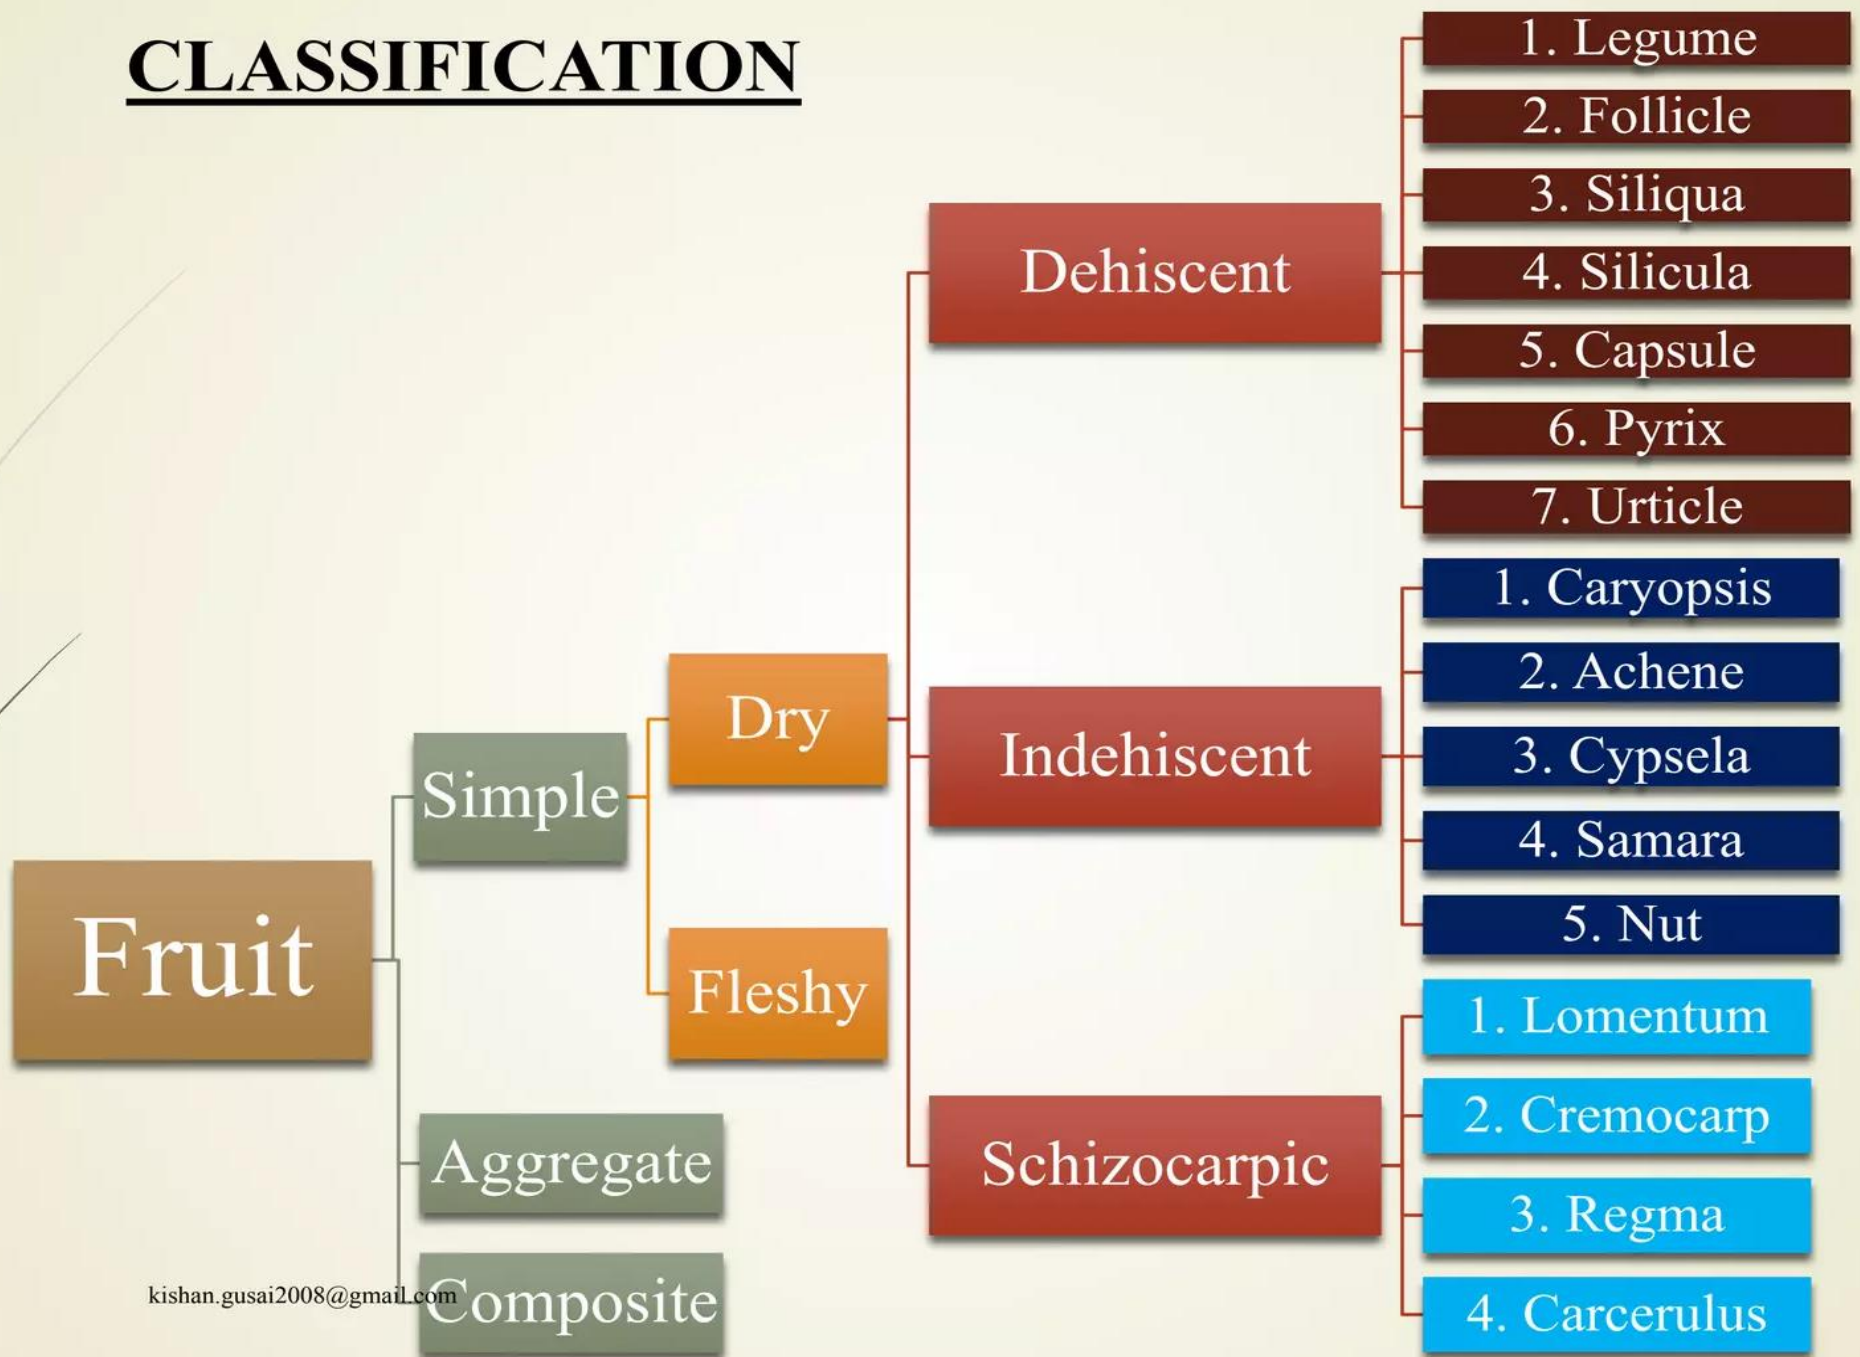 CLASSIFICATION
Fruit
Simple
Aggregate
Composite
Dry
Fleshy
Dehiscent
Indehiscent
Schizocarpic
1. Legume
2. Follicle
3. Siliqua
4. Silicula
5. Capsule
6. Pyrix
7. Urticle
1. Caryopsis
2. Achene
3. Cypsela
4. Samara
5. Nut
1. Lomentum
2. Cremocarp
3. Regma
4. Carcerulus
kishan.gusai2008@gmail.com